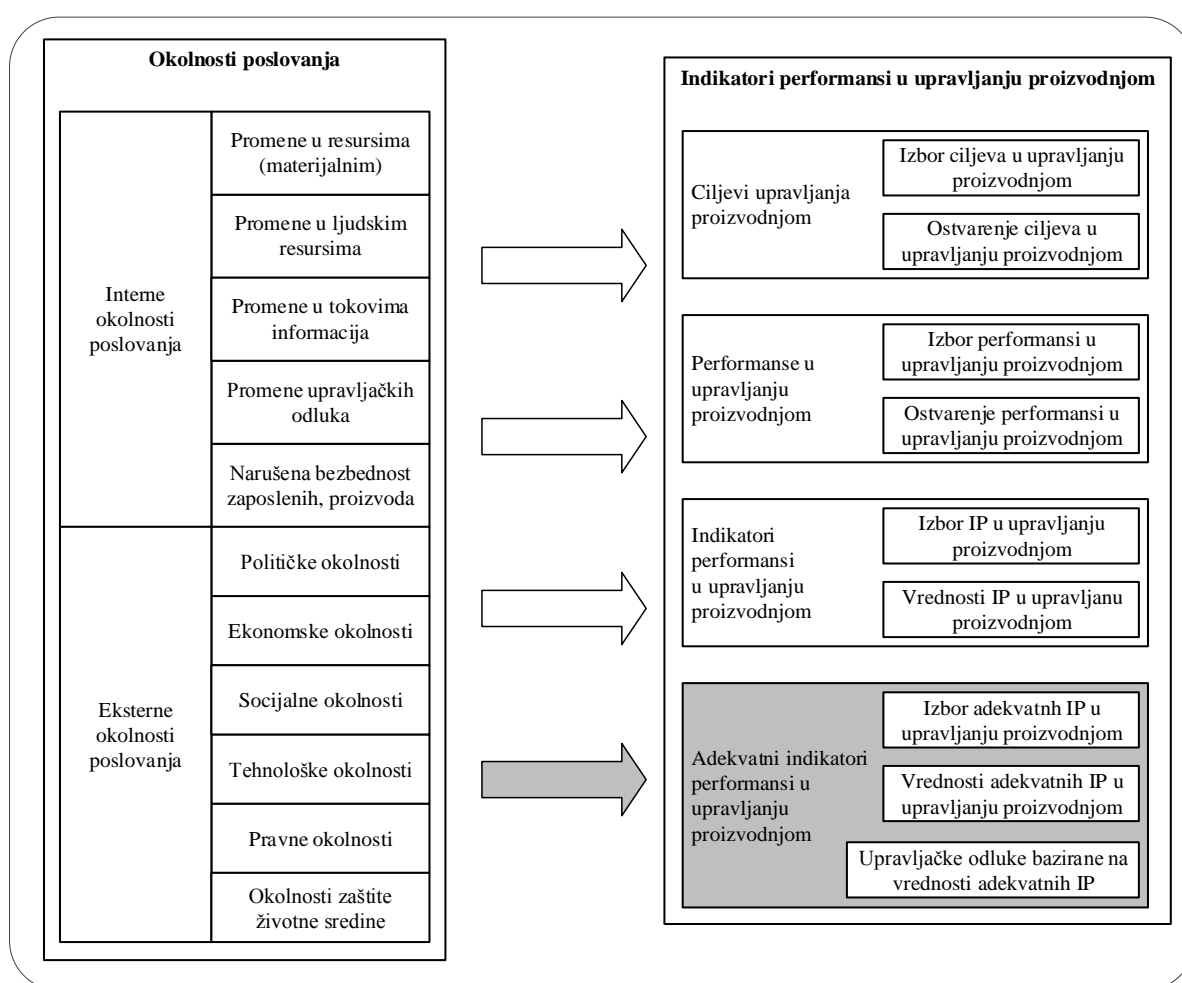 Okolnosti poslovanja
Interne
okolnosti
poslovanja
Promene u resursima
(materijalnim)
Promene u ljudskim
resursima
Promene u tokovima
informacija
Promene upravljačkih
odluka
Narušena bezbednost
zaposlenih, proizvoda
Eksterne
okolnosti
poslovanja
Političke okolnosti
Ekonomske okolnosti
Socijalne okolnosti
Tehnološke okolnosti
Pravne okolnosti
Okolnosti zaštite
životne sredine
Indikatori performansi u upravljanju proizvodnjom
Ciljevi upravljanja
proizvodnjom
Izbor ciljeva u upravljanju
proizvodnjom
Ostvarenje ciljeva u
upravljanju proizvodnjom
Performanse u
upravljanju
proizvodnjom
Izbor performansi u
upravljanju proizvodnjom
Ostvarenje performansi u
upravljanju proizvodnjom
Indikatori
performansi
u upravljanju
proizvodnjom
Izbor IP u upravljanju
proizvodnjom
Vrednosti IP u upravljanu
proizvodnjom
Adekvatni indikatori
performansi u
upravljanju
proizvodnjom
Izbor adekvatnh IP u
upravljanju proizvodnjom
Vrednosti adekvatnih IP u
upravljanju proizvodnjom
Upravljačke odluke bazirane na
vrednosti adekvatnih IP